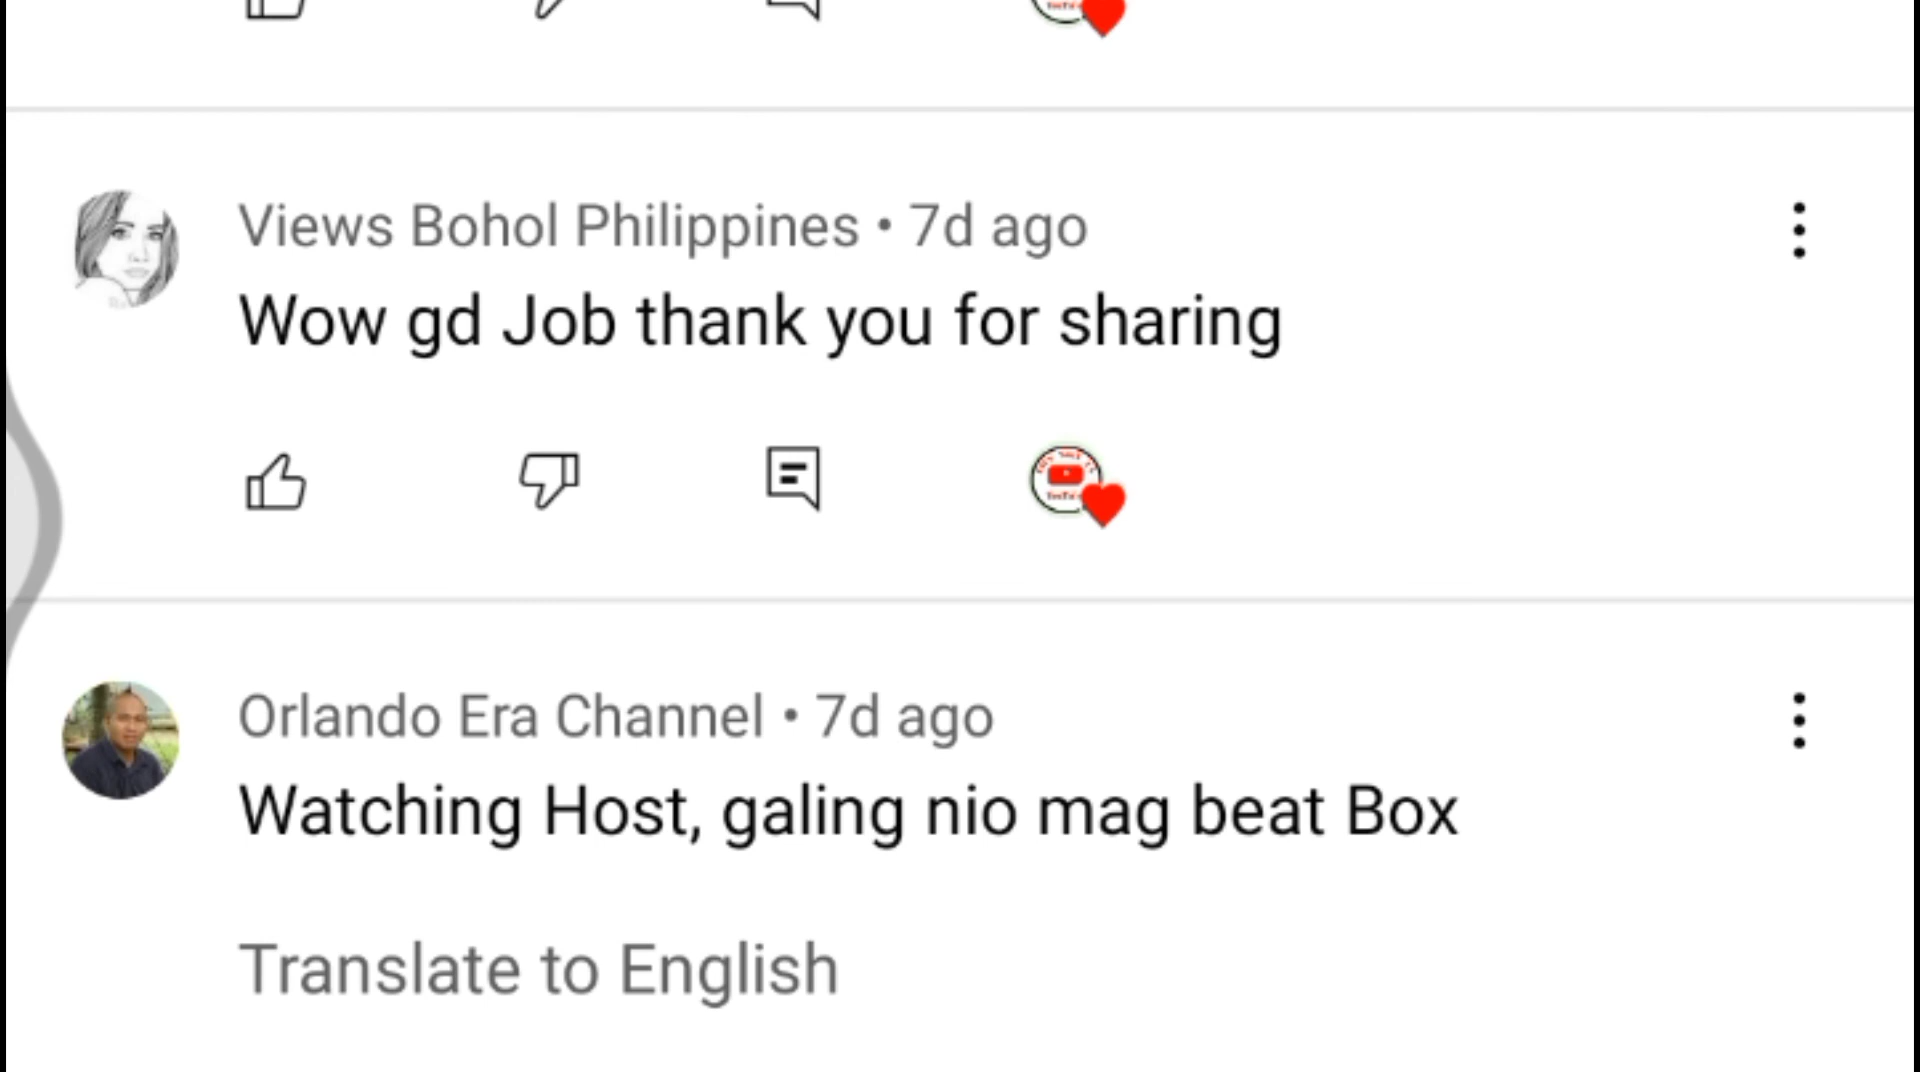 Views Bohol Philippines • 7d ago
Wow gd Job thank you for sharing
Orlando Era Channel • 7d ago
Watching Host, galing nio mag beat Box
Translate to English